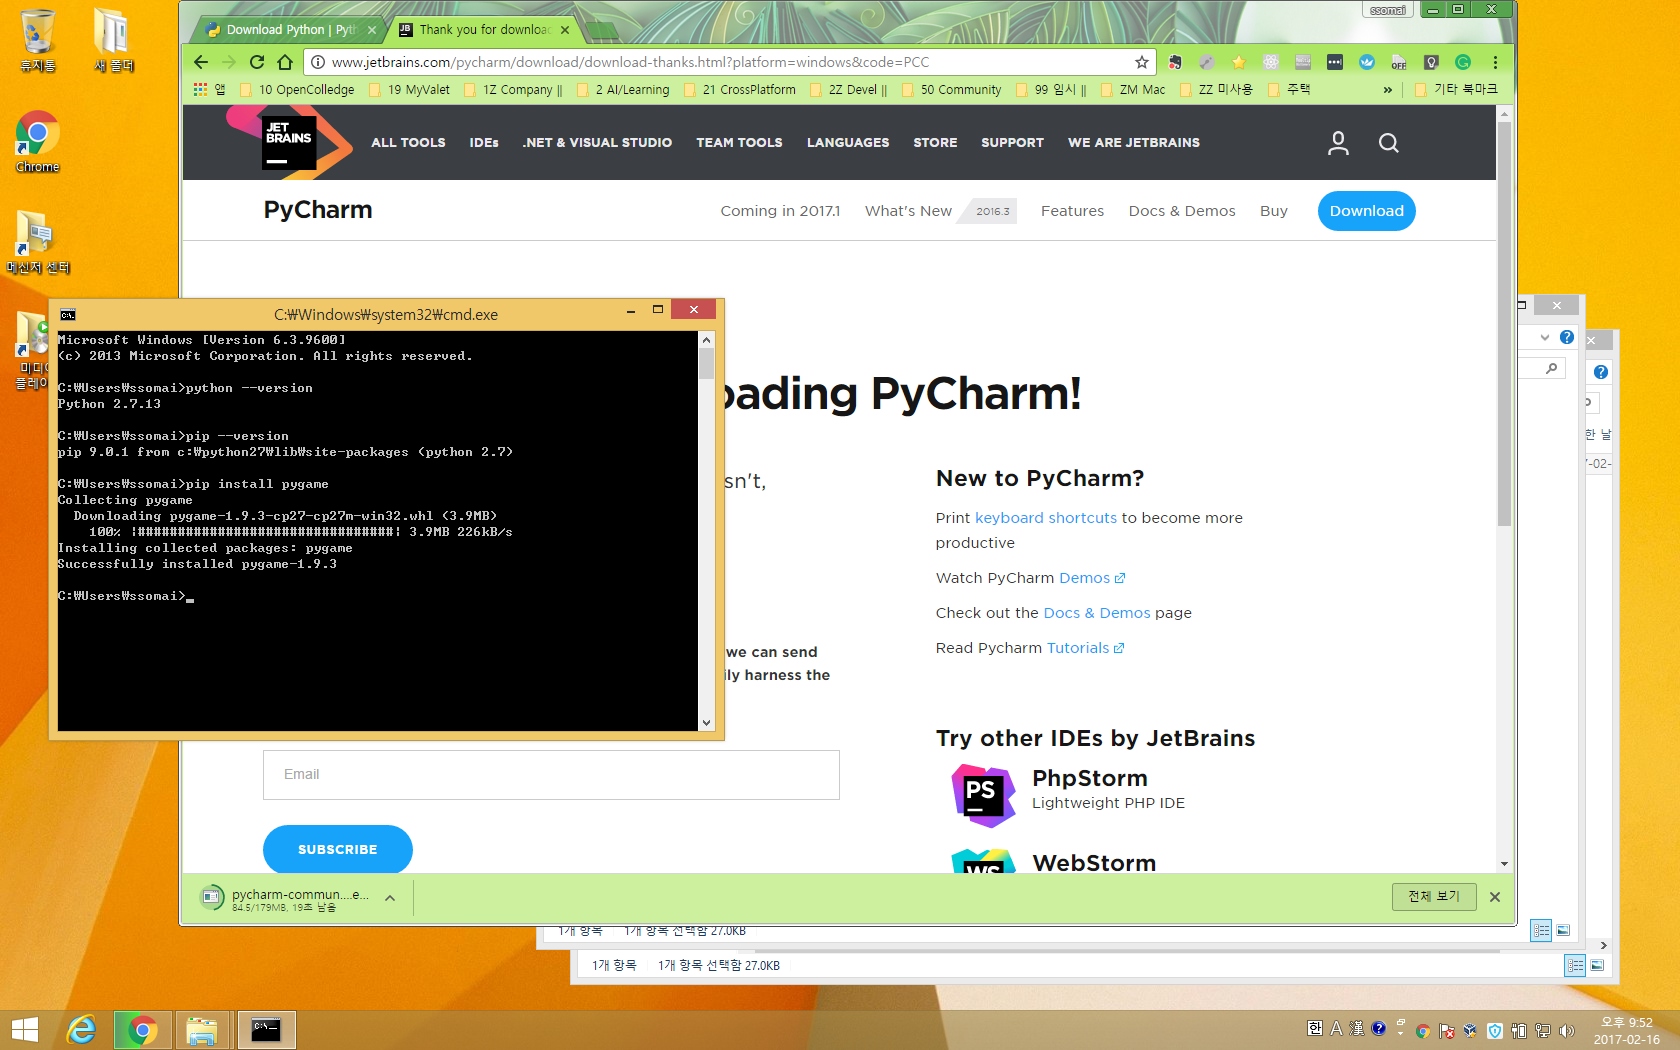 휴지통
새 폴더
Chrome
메신저 센터
미디어
플레이
ssomai
Download Python | Pyth
Thank you for downloa
www.jetbrains.com/pycharm/download/download-thanks.html?platform=windows&code=PCC
앱
10 OpenColledge
19 MyValet
1Z Company ||
2 AI/Learning
21 CrossPlatform
2Z Devel ||
50 Community
99 임시 ||
ZM Mac
ZZ 미사용
주택
»
기타 북마크
JET
BRAINS
ALL TOOLS
IDEs
.NET & VISUAL STUDIO
TEAM TOOLS
LANGUAGES
STORE
SUPPORT
WE ARE JETBRAINS
PyCharm
Coming in 2017.1
What's New
2016.3
Features
Docs & Demos
Buy
Download
C:₩Windows₩system32₩cmd.exe
Microsoft Windows [Version 6.3.9600]
(c) 2013 Microsoft Corporation. All rights reserved.
C:₩Users₩ssomai>python --version
Python 2.7.13
C:₩Users₩ssomai>pip --version
pip 9.0.1 from c:₩python27₩lib₩site-packages (python 2.7)
C:₩Users₩ssomai>pip install pygame
Collecting pygame
Downloading pygame-1.9.3-cp27-cp27m-win32.whl (3.9MB)
100% |################################| 3.9MB 226kB/s
Installing collected packages: pygame
Successfully installed pygame-1.9.3
C:₩Users₩ssomai>_
oading PyCharm!
sn't,
we can send
ily harness the
Email
SUBSCRIBE
New to PyCharm?
Print keyboard shortcuts to become more
productive
Watch PyCharm Demos
Check out the Docs & Demos page
Read Pycharm Tutorials
Try other IDEs by JetBrains
PS
PhpStorm
Lightweight PHP IDE
WS
WebStorm
한 날
7-02-
pycharm-commun....e...
84.5/179MB, 19초 남음
전체 보기
1개 항목
1개 항목 선택함 27.0KB
1개 항목
1개 항목 선택함 27.0KB
C:\_
한 A 漢
오후 9:52
2017-02-16